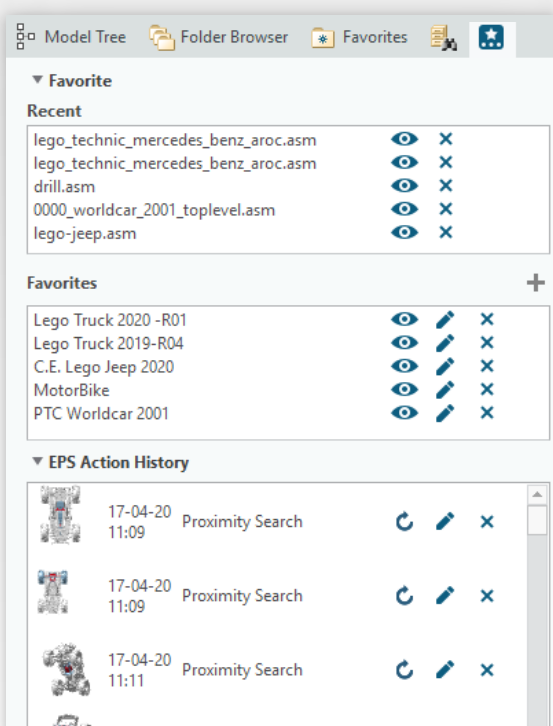 Model Tree Folder Browser Favorites
Favorite
Recent
lego_technic_mercedes_benz_aroc.asm
lego_technic_mercedes_benz_aroc.asm
drill.asm
0000_worldcar_2001_toplevel.asm
lego-jeep.asm
Favorites
Lego Truck 2020 -R01
Lego Truck 2019-R04
C.E. Lego Jeep 2020
MotorBike
PTC Worldcar 2001
EPS Action History
17-04-20
11:09 Proximity Search
17-04-20
11:09 Proximity Search
17-04-20
11:11 Proximity Search